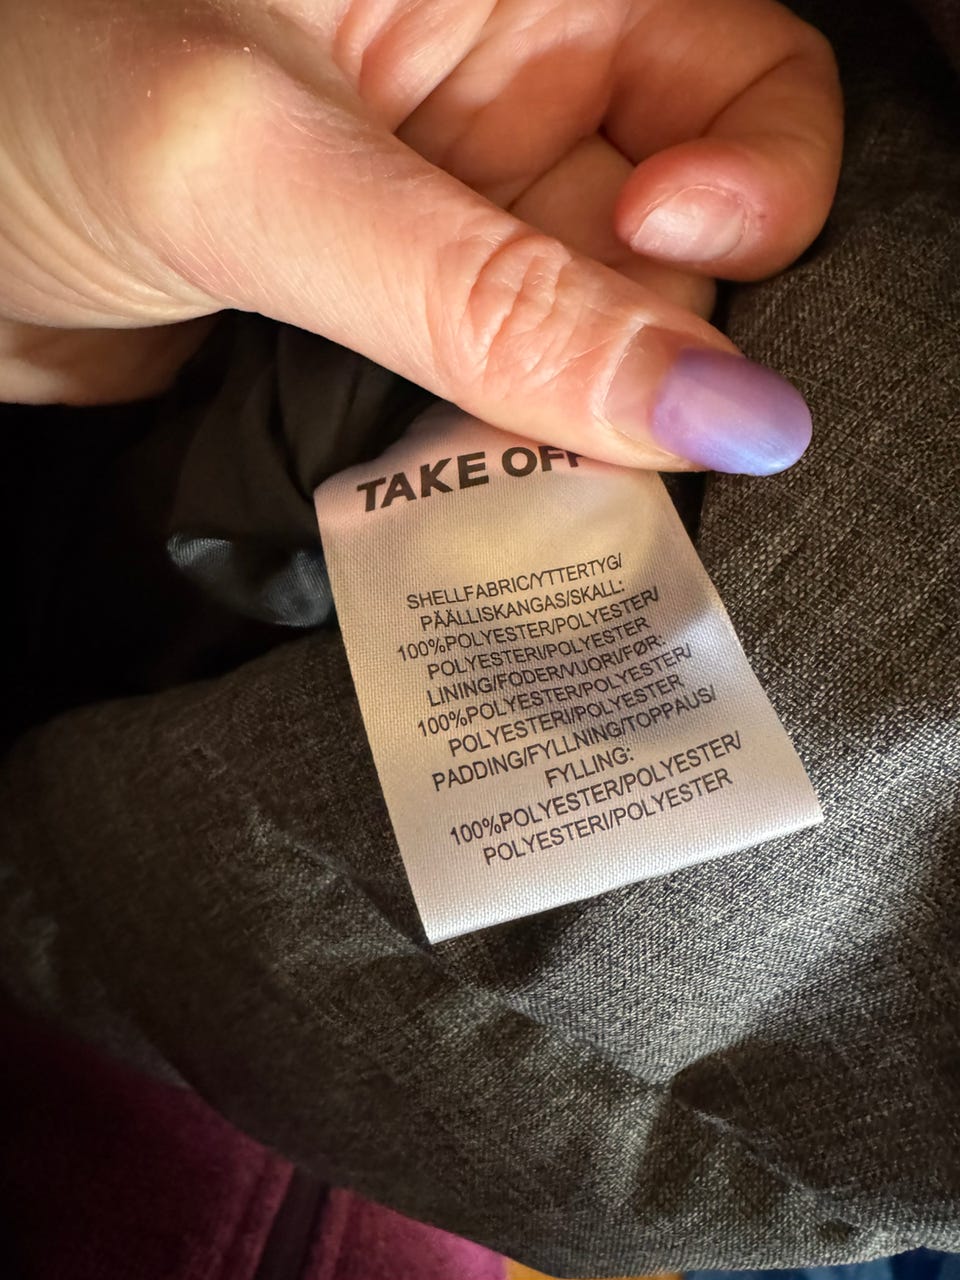 TAKE OFF
SHELLFABRIC/YTTERTYG/
PÄÄLLISKANGAS/SKALL:
100%POLYESTER/POLYESTER/
POLYESTERI/POLYESTER
LINING/FODER/VUORI/FØR:
100%POLYESTER/POLYESTER/
POLYESTERI/POLYESTER
PADDING/FYLLNING/TOPPAUS/
FYLLING:
100%POLYESTER/POLYESTER/
POLYESTERI/POLYESTER